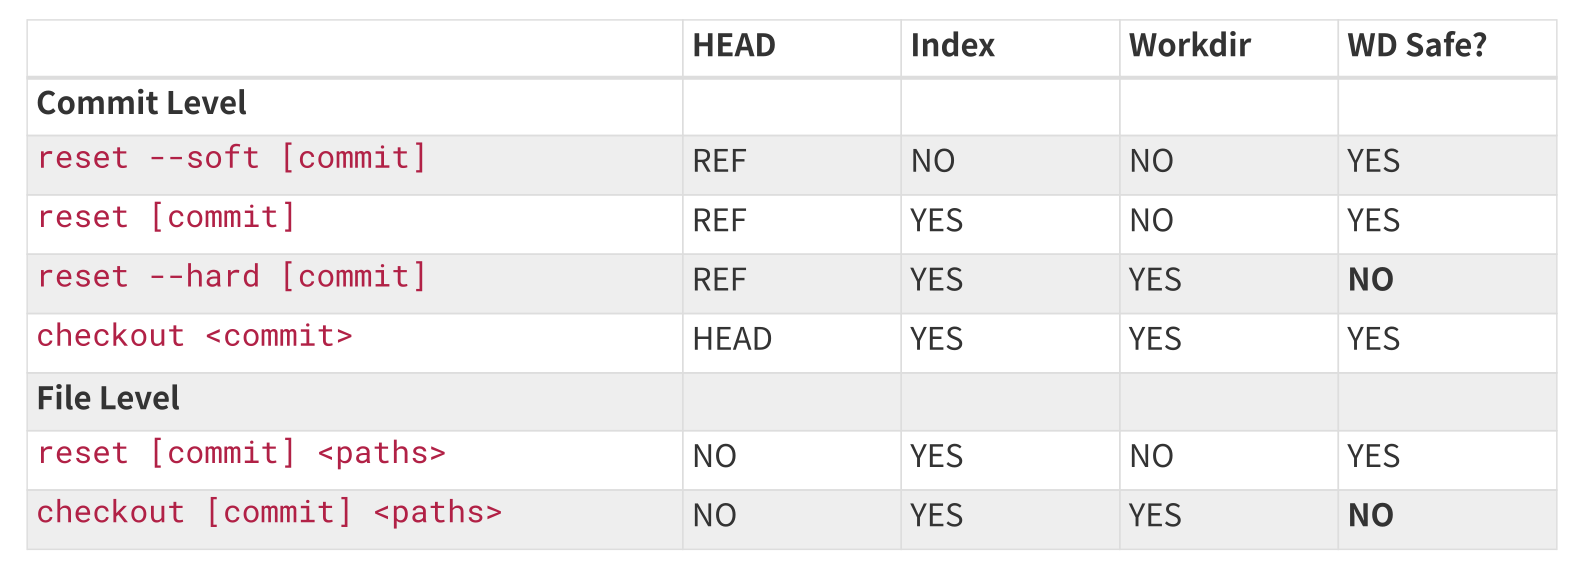 HEAD Index Workdir WD Safe?
Commit Level
reset --soft [commit] REF NO NO YES
reset [commit] REF YES NO YES
reset --hard [commit] REF YES YES NO
checkout <commit> HEAD YES YES YES
File Level
reset [commit] <paths> NO YES NO YES
checkout [commit] <paths> NO YES YES NO